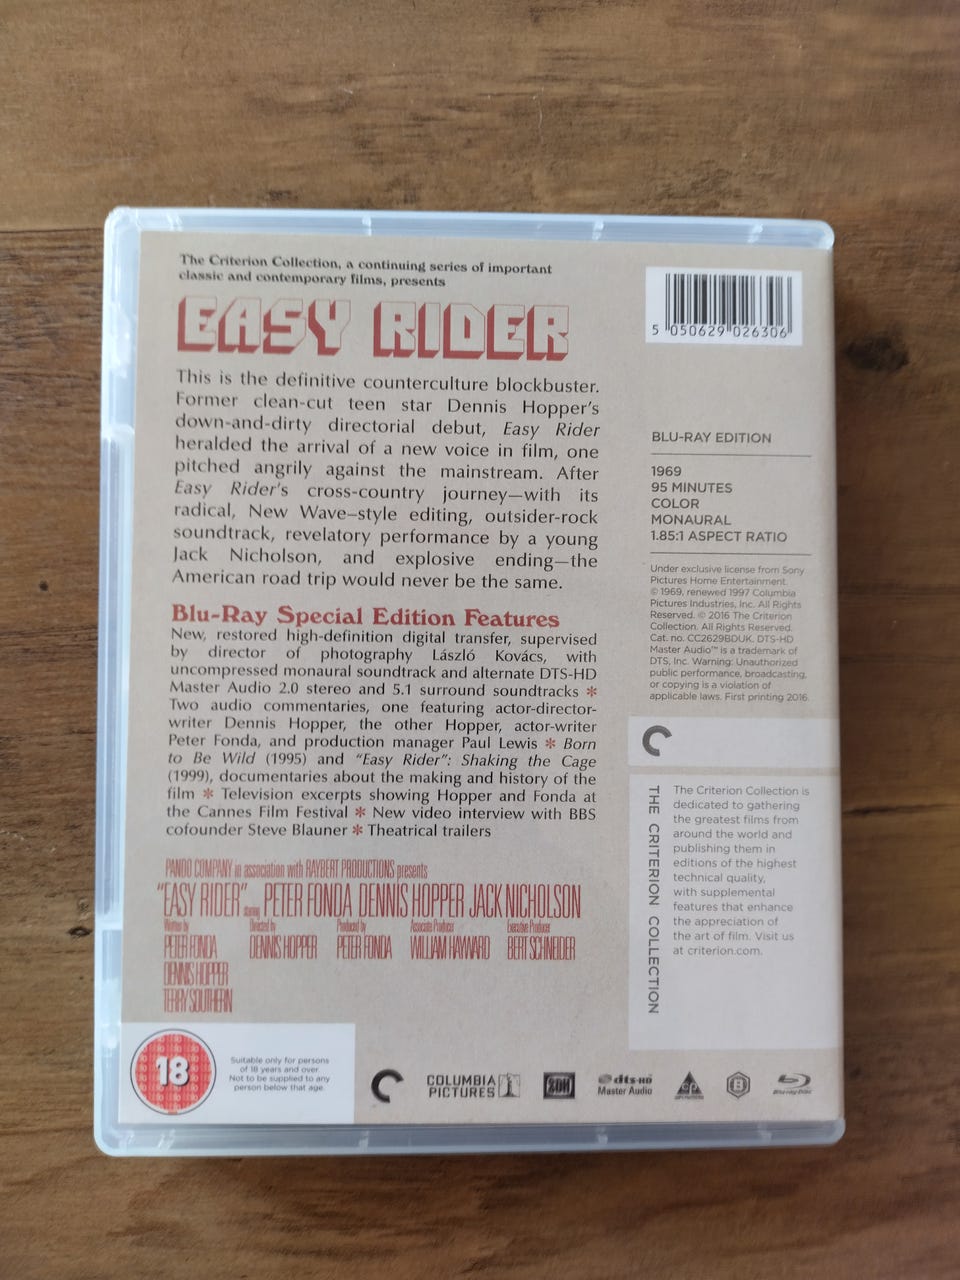 The Criterion Collection, a continuing series of important
classic and contemporary films, presents
EASY RIDER
This is the definitive counterculture blockbuster.
Former clean-cut teen star Dennis Hopper's
down-and-dirty directorial debut, Easy Rider
heralded the arrival of a new voice in film, one
pitched angrily against the mainstream. After
Easy Rider's cross-country journey—with its
radical, New Wave–style editing, outsider-rock
soundtrack, revelatory performance by a young
Jack Nicholson, and explosive ending—the
American road trip would never be the same.
Blu-Ray Special Edition Features
New, restored high-definition digital transfer, supervised
by director of photography László Kovács, with
uncompressed monaural soundtrack and alternate DTS-HD
Master Audio 2.0 stereo and 5.1 surround soundtracks *
Two audio commentaries, one featuring actor-director-
writer Dennis Hopper, the other Hopper, actor-writer
Peter Fonda, and production manager Paul Lewis * Born
to Be Wild (1995) and "Easy Rider": Shaking the Cage
(1999), documentaries about the making and history of the
film * Television excerpts showing Hopper and Fonda at
the Cannes Film Festival * New video interview with BBS
cofounder Steve Blauner * Theatrical trailers
PANDO COMPANY in association with RAYBERT PRODUCTIONS presents
"EASY RIDER" starring PETER FONDA DENNIS HOPPER JACK NICHOLSON
Written by
PETER FONDA
DENNIS HOPPER
TERRY SOUTHERN
Directed by
DENNIS HOPPER
Produced by
PETER FONDA
Associate Producer
WILLIAM HAYWARD
Executive Producer
BERT SCHNEIDER
5 050629 026306
BLU-RAY EDITION
1969
95 MINUTES
COLOR
MONAURAL
1.85:1 ASPECT RATIO
Under exclusive license from Sony
Pictures Home Entertainment.
© 1969, renewed 1997 Columbia
Pictures Industries, Inc. All Rights
Reserved. © 2016 The Criterion
Collection. All Rights Reserved.
Cat. no. CC2629BDUK. DTS-HD
Master Audio™ is a trademark of
DTS, Inc. Warning: Unauthorized
public performance, broadcasting,
or copying is a violation of
applicable laws. First printing 2016.
THE CRITERION COLLECTION
The Criterion Collection is
dedicated to gathering
the greatest films from
around the world and
publishing them in
editions of the highest
technical quality,
with supplemental
features that enhance
the appreciation of
the art of film. Visit us
at criterion.com.
18
Suitable only for persons
of 18 years and over.
Not to be supplied to any
person below that age.
COLUMBIA
PICTURES
SDH
dts-HD
Master Audio
B
Blu-ray Disc